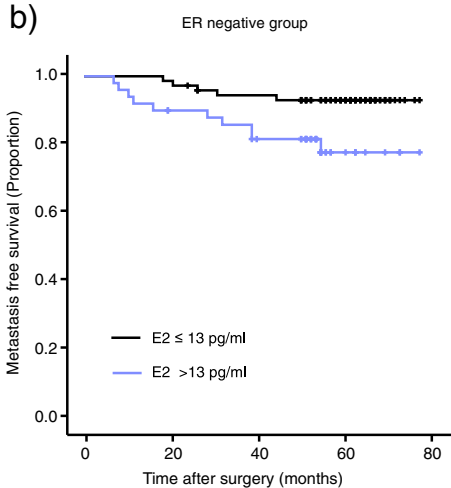 b)
ER negative group
Metastasis free survival (Proportion)
1.0
0.8
0.6
0.4
0.2
0.0
E2 ≤ 13 pg/ml
E2 >13 pg/ml
0 20 40 60 80
Time after surgery (months)